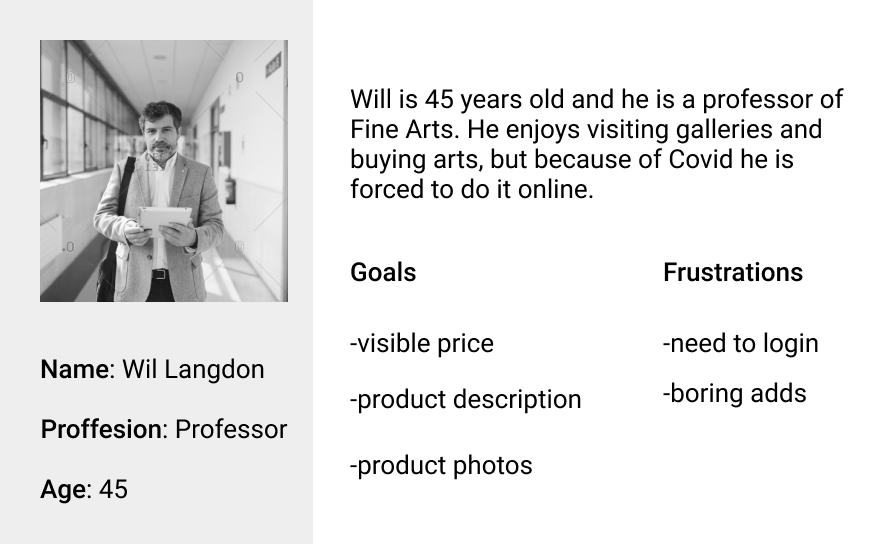 Name: Wil Langdon
Proffesion: Professor
Age: 45
Will is 45 years old and he is a professor of
Fine Arts. He enjoys visiting galleries and
buying arts, but because of Covid he is
forced to do it online.
Goals
-visible price
-product description
-product photos
Frustrations
-need to login
-boring adds